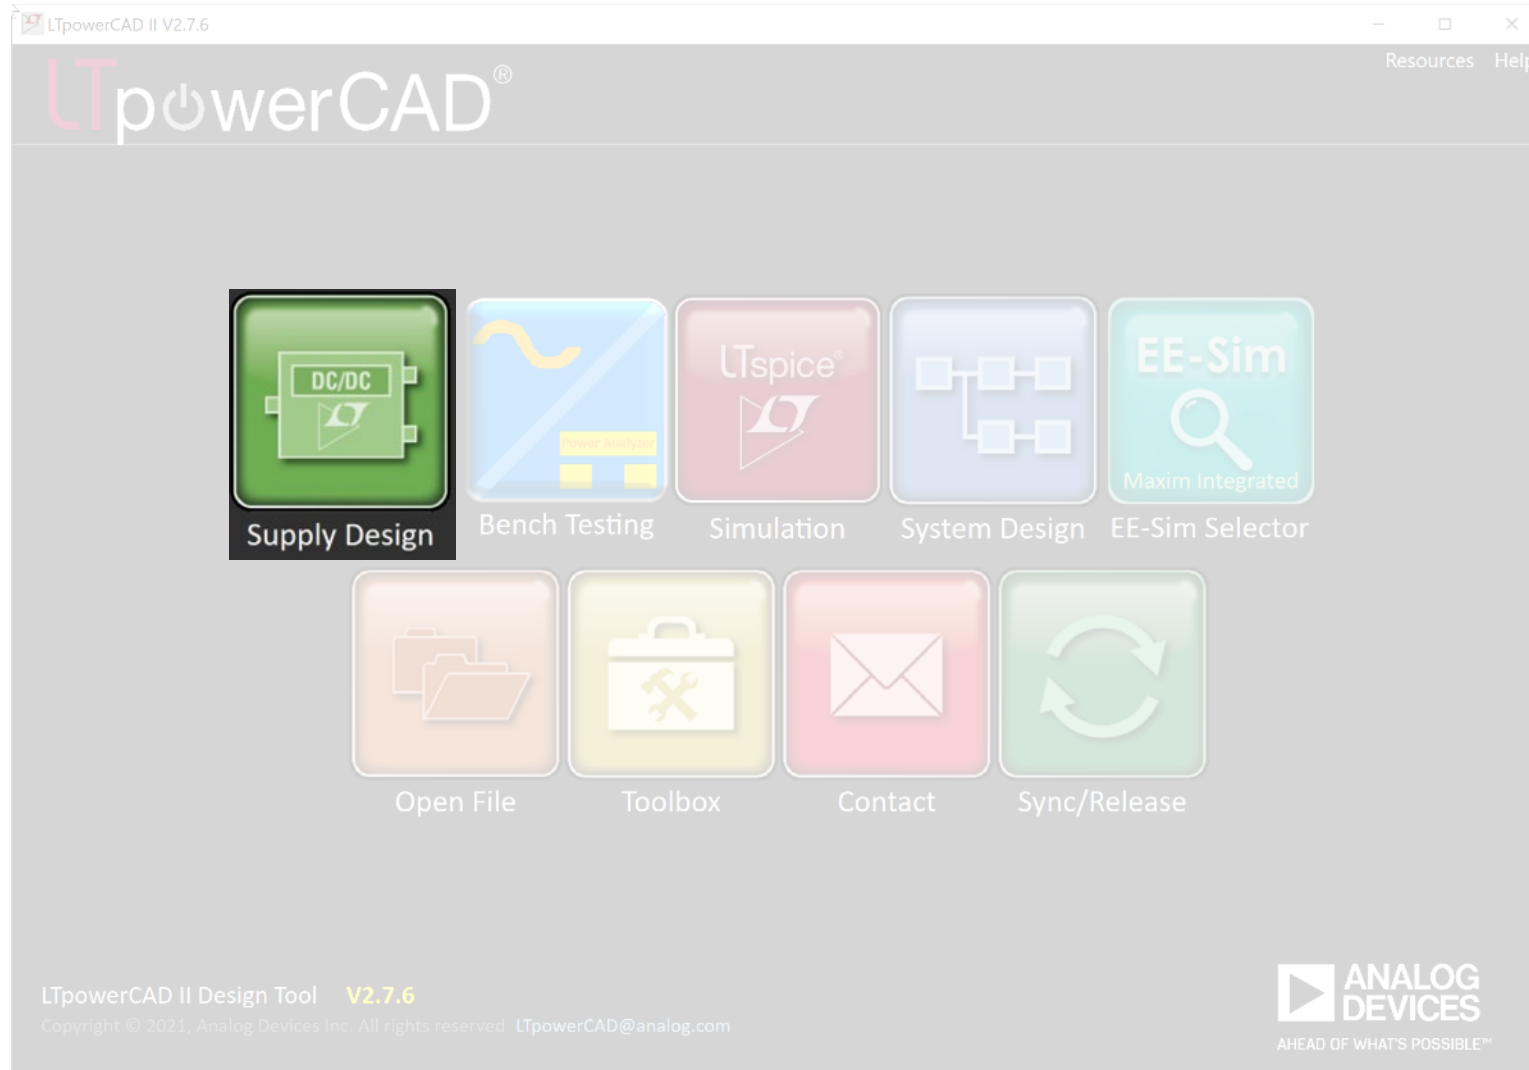 LTpowerCAD II V2.7.6
Resources Help
LTpowerCAD®
DC/DC
Power Analyzer
LTspice®
EE-Sim
Maxim Integrated
Supply Design
Bench Testing
Simulation
System Design
EE-Sim Selector
Open File
Toolbox
Contact
Sync/Release
LTpowerCAD II Design Tool V2.7.6
Copyright © 2021, Analog Devices Inc. All rights reserved LTpowerCAD@analog.com
ANALOG
DEVICES
AHEAD OF WHAT'S POSSIBLE™